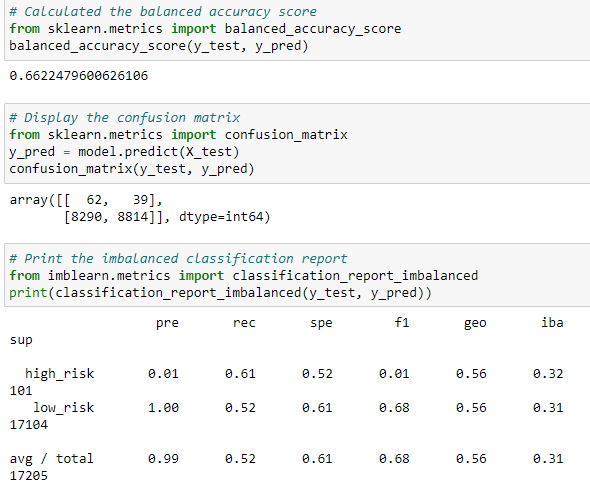 # Calculated the balanced accuracy score
from sklearn.metrics import balanced_accuracy_score
balanced_accuracy_score(y_test, y_pred)
0.6622479600626106
# Display the confusion matrix
from sklearn.metrics import confusion_matrix
y_pred = model.predict(X_test)
confusion_matrix(y_test, y_pred)
array([[  62,   39],
       [8290, 8814]], dtype=int64)
# Print the imbalanced classification report
from imblearn.metrics import classification_report_imbalanced
print(classification_report_imbalanced(y_test, y_pred))
                   pre       rec       spe        f1       geo       iba
sup
  high_risk       0.01      0.61      0.52      0.01      0.56      0.32
101
   low_risk       1.00      0.52      0.61      0.68      0.56      0.31
17104
avg / total       0.99      0.52      0.61      0.68      0.56      0.31
17205